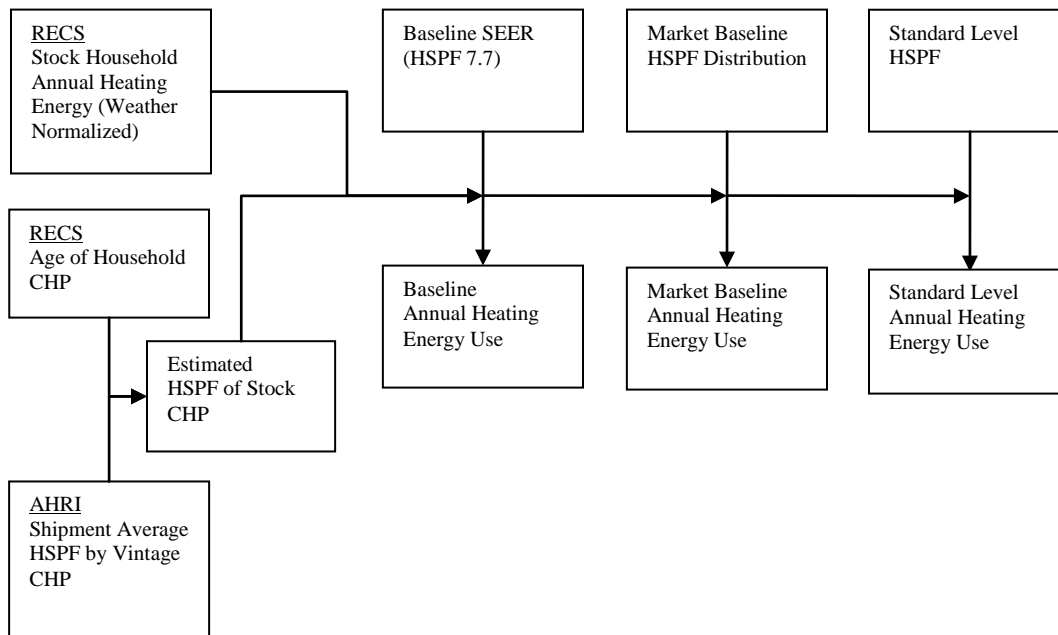 RECS
Stock Household
Annual Heating
Energy (Weather
Normalized)
Baseline SEER
(HSPF 7.7)
Market Baseline
HSPF Distribution
Standard Level
HSPF
RECS
Age of Household
CHP
Baseline
Annual Heating
Energy Use
Market Baseline
Annual Heating
Energy Use
Standard Level
Annual Heating
Energy Use
Estimated
HSPF of Stock
CHP
AHRI
Shipment Average
HSPF by Vintage
CHP